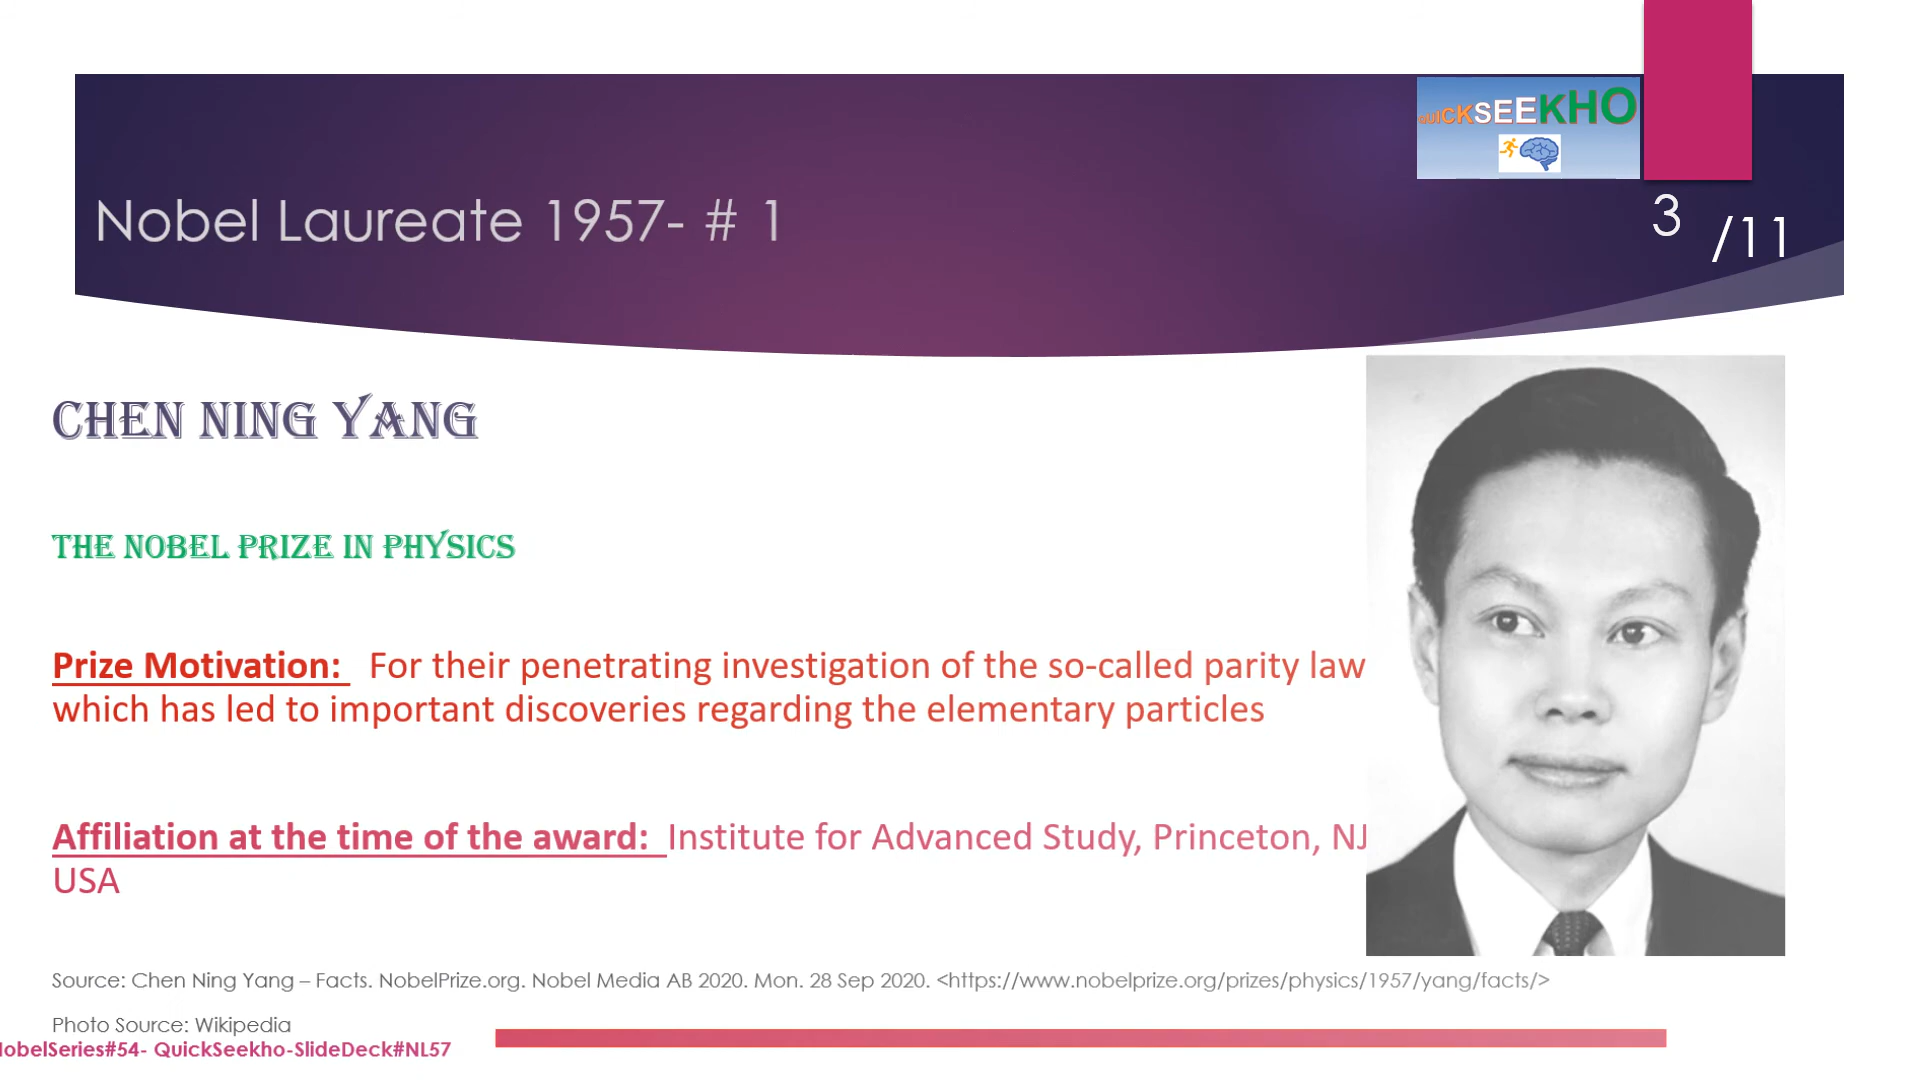 QUICKSEEKHO
Nobel Laureate 1957- # 1
3 /11
CHEN NING YANG
THE NOBEL PRIZE IN PHYSICS
Prize Motivation: For their penetrating investigation of the so-called parity law
which has led to important discoveries regarding the elementary particles
Affiliation at the time of the award: Institute for Advanced Study, Princeton, NJ
USA
Source: Chen Ning Yang – Facts. NobelPrize.org. Nobel Media AB 2020. Mon. 28 Sep 2020. <https://www.nobelprize.org/prizes/physics/1957/yang/facts/>
Photo Source: Wikipedia
lobelSeries#54- QuickSeekho-SlideDeck#NL57